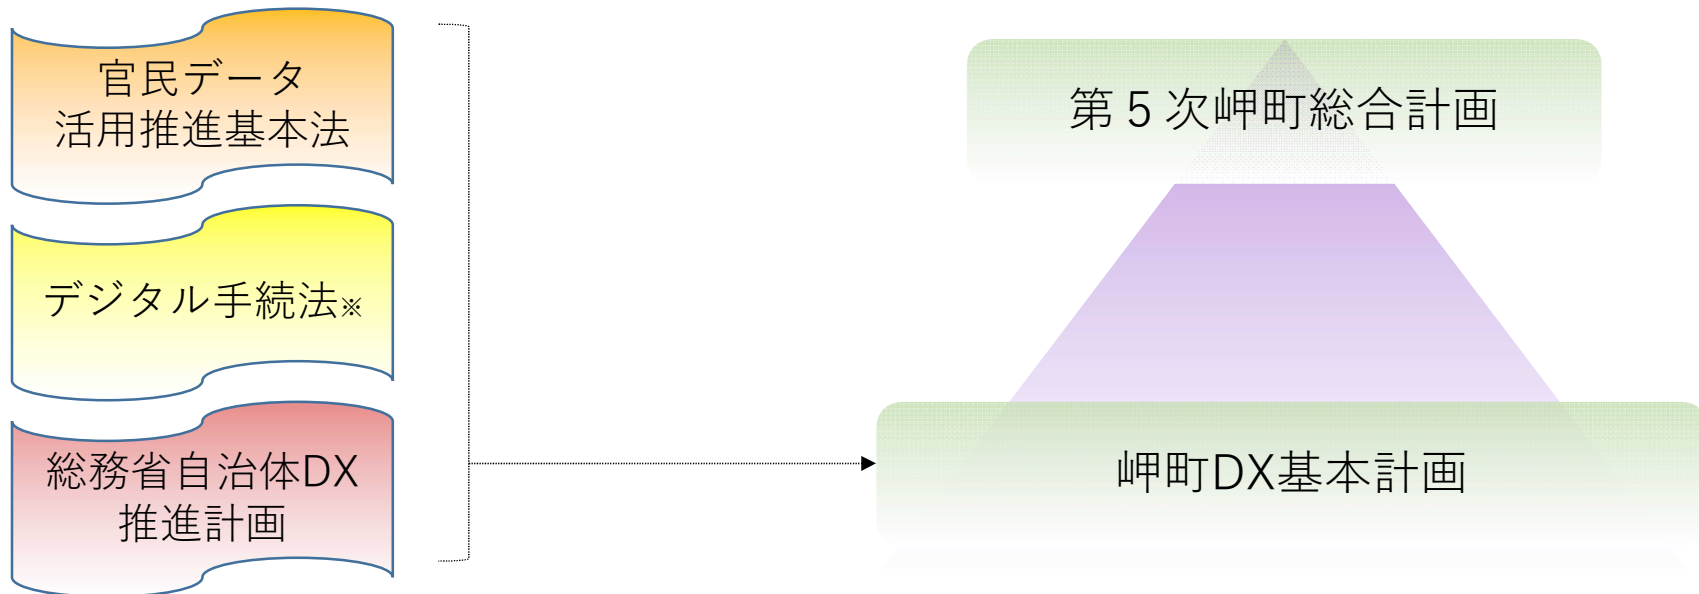 官民データ
活用推進基本法
デジタル手続法※
総務省自治体DX
推進計画
第５次岬町総合計画
岬町DX基本計画